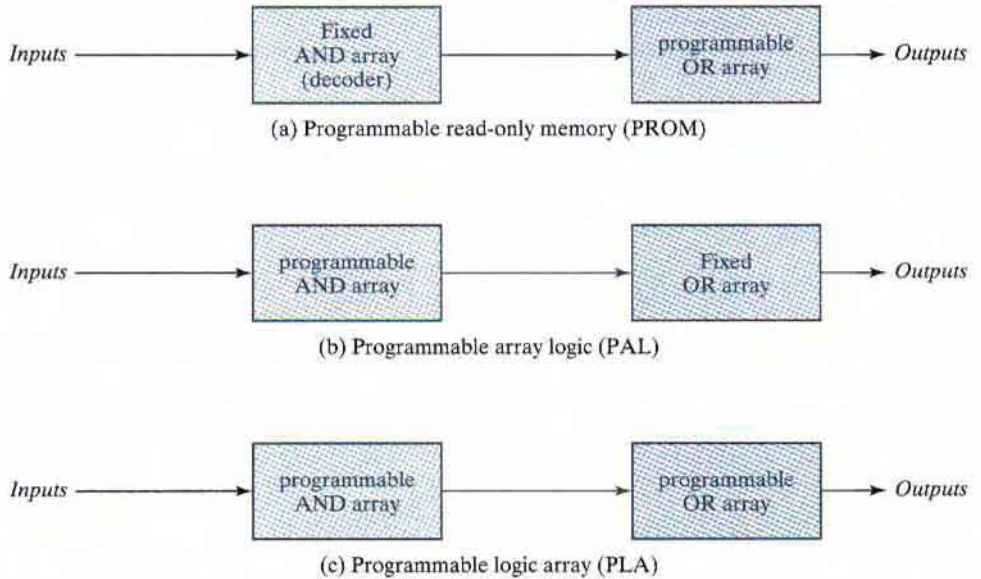 Inputs
Fixed
AND array
(decoder)
programmable
OR array
Outputs
(a) Programmable read-only memory (PROM)
Inputs
programmable
AND array
Fixed
OR array
Outputs
(b) Programmable array logic (PAL)
Inputs
programmable
AND array
programmable
OR array
Outputs
(c) Programmable logic array (PLA)